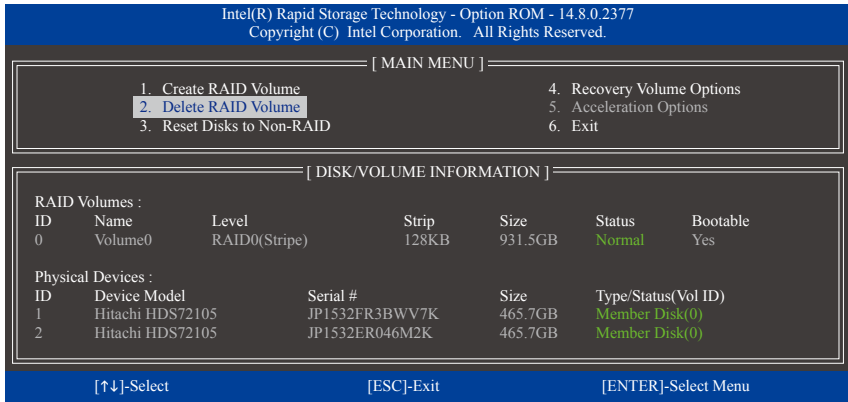 Intel(R) Rapid Storage Technology - Option ROM - 14.8.0.2377
Copyright (C) Intel Corporation. All Rights Reserved.
[ MAIN MENU ]
1. Create RAID Volume
2. Delete RAID Volume
3. Reset Disks to Non-RAID
4. Recovery Volume Options
5. Acceleration Options
6. Exit
[ DISK/VOLUME INFORMATION ]
RAID Volumes :
ID Name Level Strip Size Status Bootable
0 Volume0 RAID0(Stripe) 128KB 931.5GB Normal Yes
Physical Devices :
ID Device Model Serial # Size Type/Status(Vol ID)
1 Hitachi HDS72105 JP1532FR3BWV7K 465.7GB Member Disk(0)
2 Hitachi HDS72105 JP1532ER046M2K 465.7GB Member Disk(0)
[↑↓]-Select [ESC]-Exit [ENTER]-Select Menu